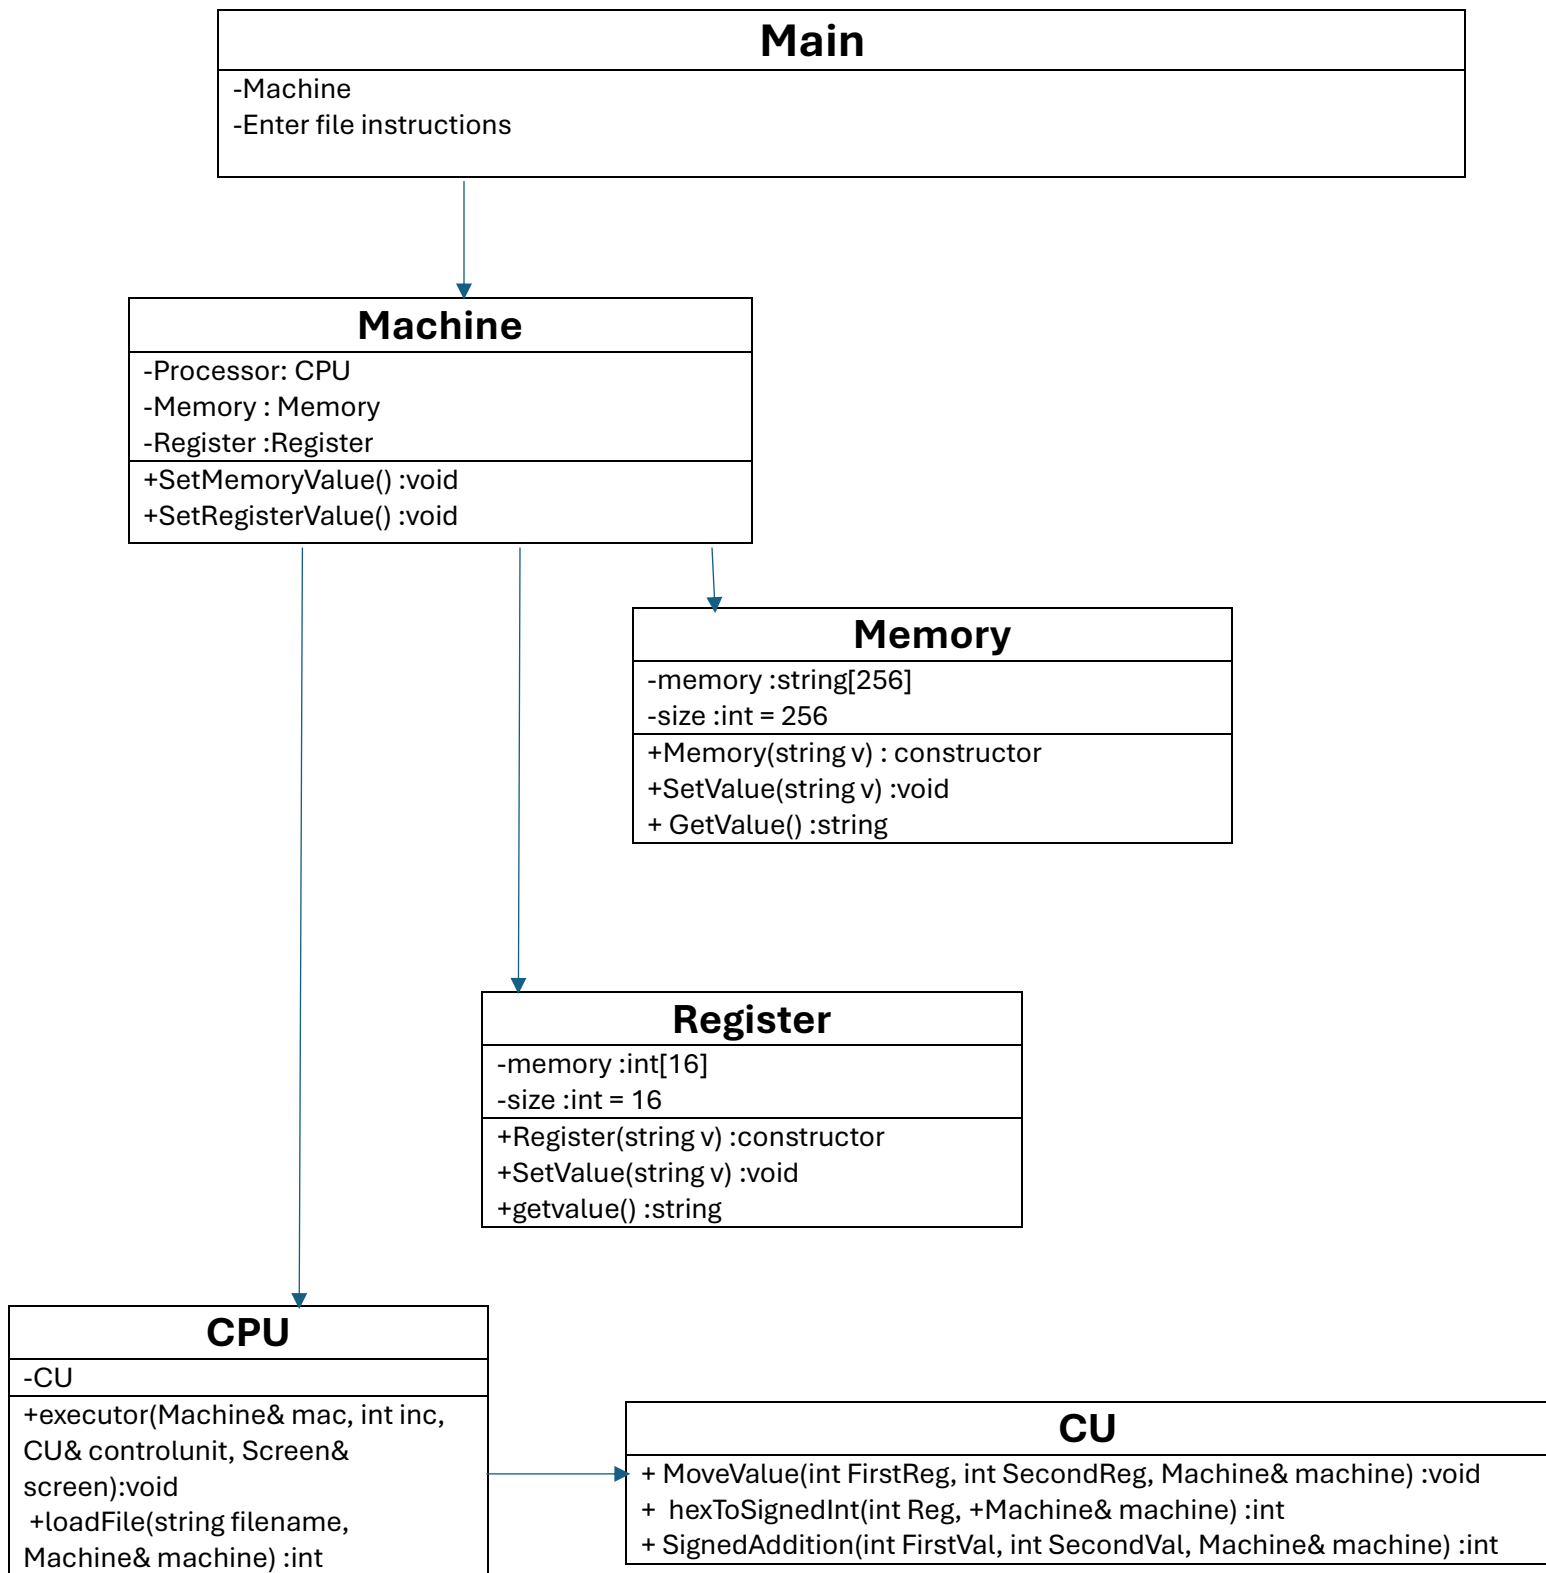 Main
-Machine
-Enter file instructions
Machine
-Processor: CPU
-Memory : Memory
-Register :Register
+SetMemoryValue() :void
+SetRegisterValue() :void
Memory
-memory :string[256]
-size :int = 256
+Memory(string v) : constructor
+SetValue(string v) :void
+ GetValue() :string
Register
-memory :int[16]
-size :int = 16
+Register(string v) :constructor
+SetValue(string v) :void
+getvalue() :string
CPU
-CU
+executor(Machine& mac, int inc,
CU& controlunit, Screen&
screen):void
+loadFile(string filename,
Machine& machine) :int
CU
+ MoveValue(int FirstReg, int SecondReg, Machine& machine) :void
+ hexToSignedInt(int Reg, +Machine& machine) :int
+ SignedAddition(int FirstVal, int SecondVal, Machine& machine) :int